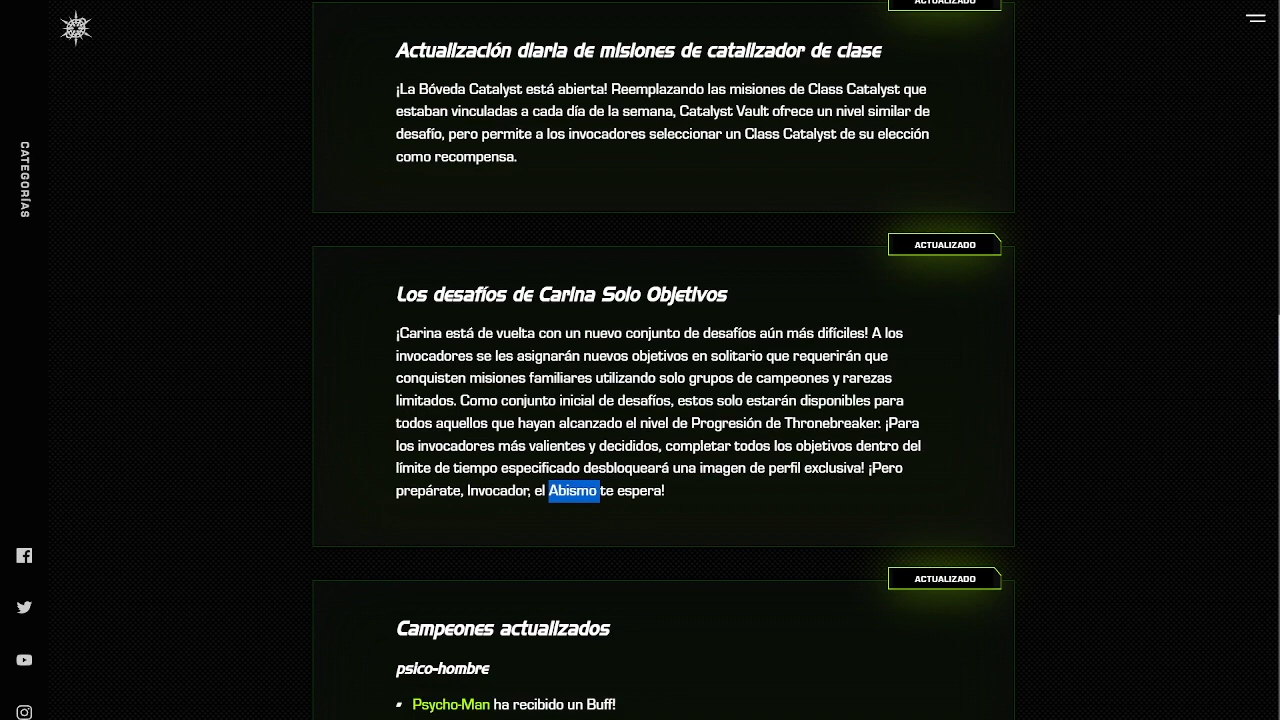 ACTUALIZADO
Actualización diaria de misiones de catalizador de clase
¡La Bóveda Catalyst está abierta! Reemplazando las misiones de Class Catalyst que
estaban vinculadas a cada día de la semana, Catalyst Vault ofrece un nivel similar de
desafío, pero permite a los invocadores seleccionar un Class Catalyst de su elección
como recompensa.
CATEGORÍAS
ACTUALIZADO
Los desafíos de Carina Solo Objetivos
¡Carina está de vuelta con un nuevo conjunto de desafíos aún más difíciles! A los
invocadores se les asignarán nuevos objetivos en solitario que requerirán que
conquisten misiones familiares utilizando solo grupos de campeones y rarezas
limitados. Como conjunto inicial de desafíos, estos solo estarán disponibles para
todos aquellos que hayan alcanzado el nivel de Progresión de Thronebreaker. ¡Para
los invocadores más valientes y decididos, completar todos los objetivos dentro del
límite de tiempo especificado desbloqueará una imagen de perfil exclusiva! ¡Pero
prepárate, Invocador, el Abismo te espera!
ACTUALIZADO
Campeones actualizados
psico-hombre
Psycho-Man ha recibido un Buff!